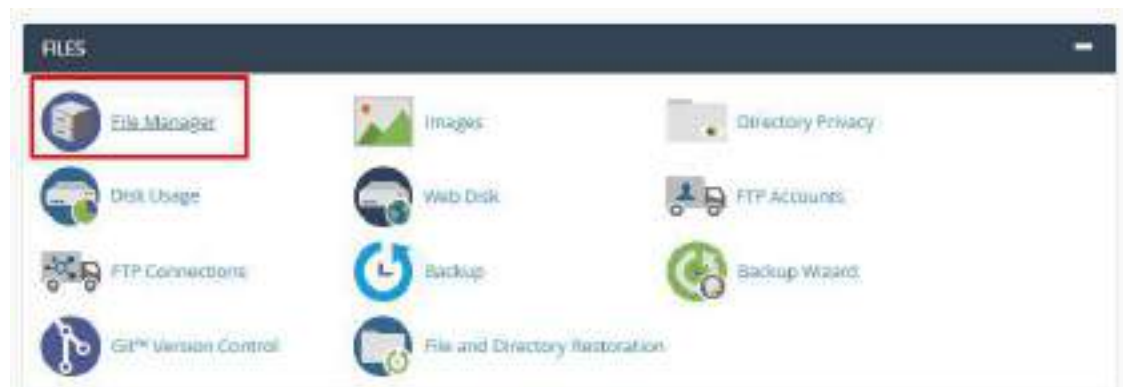 FILES
File Manager
Images
Directory Privacy
Disk Usage
Web Disk
FTP Accounts
FTP Connections
Backup
Backup Wizard
Git™ Version Control
File and Directory Restoration